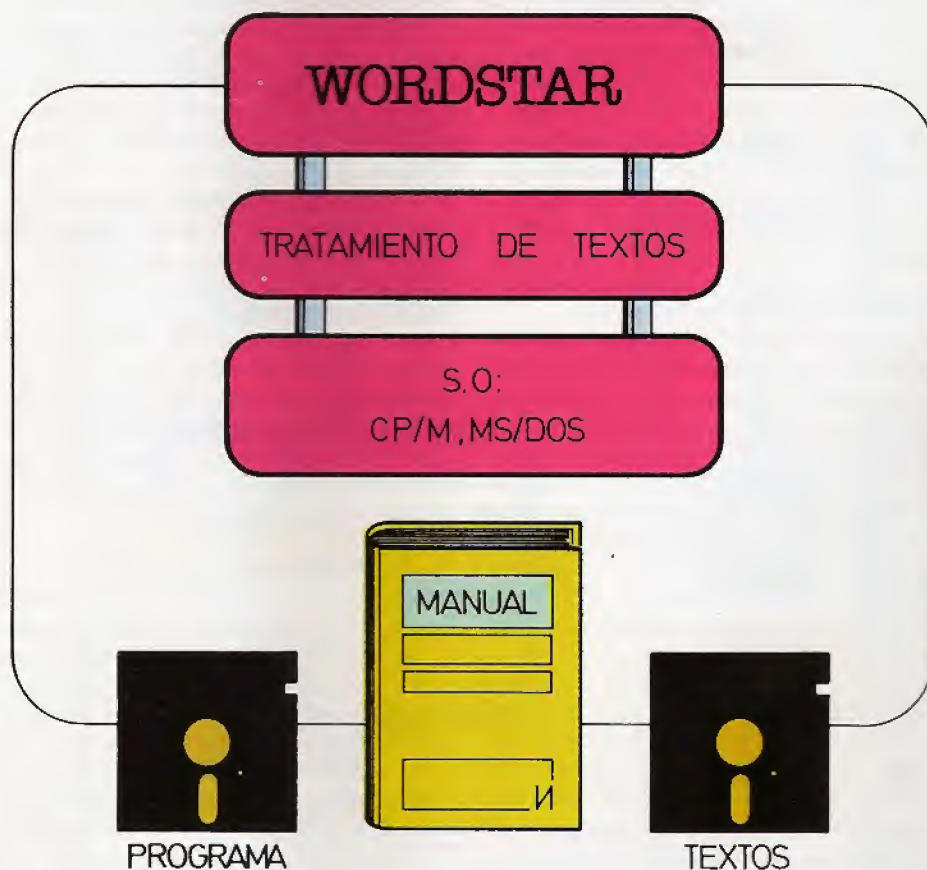 WORDSTAR
TRATAMIENTO DE TEXTOS
S.O:
CP/M, MS/DOS
MANUAL
И
PROGRAMA
TEXTOS